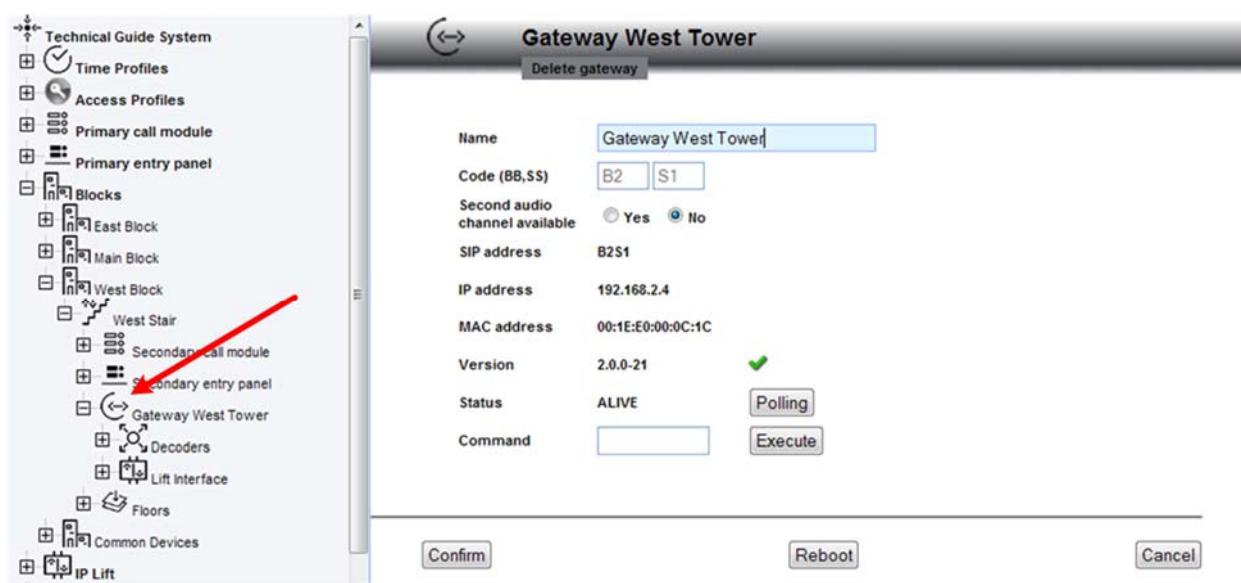 Technical Guide System
Time Profiles
Access Profiles
Primary call module
Primary entry panel
Blocks
East Block
Main Block
West Block
West Stair
Secondary call module
Secondary entry panel
Gateway West Tower
Decoders
Lift Interface
Floors
Common Devices
IP Lift
Gateway West Tower
Delete gateway
Name Gateway West Tower
Code (BB,SS) B2 S1
Second audio
channel available Yes No
SIP address B2S1
IP address 192.168.2.4
MAC address 00:1E:E0:00:0C:1C
Version 2.0.0-21
Status ALIVE Polling
Command Execute
Confirm Reboot Cancel